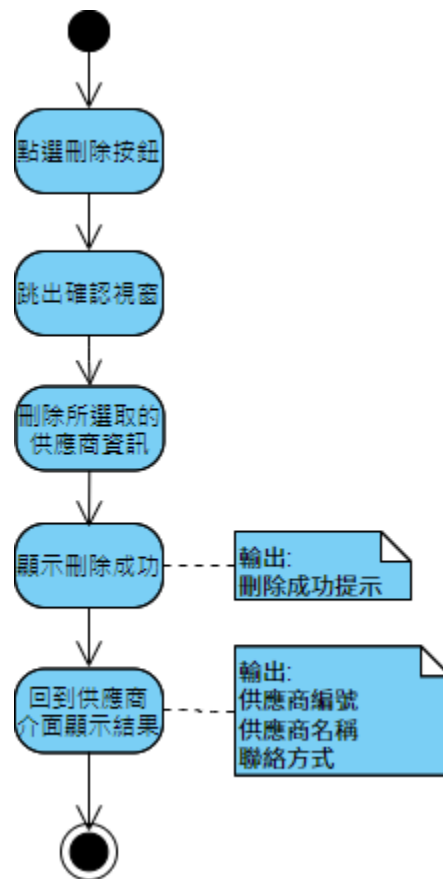 點選刪除按鈕
跳出確認視窗
刪除所選取的
供應商資訊
顯示刪除成功
輸出:
刪除成功提示
回到供應商
介面顯示結果
輸出:
供應商編號
供應商名稱
聯絡方式